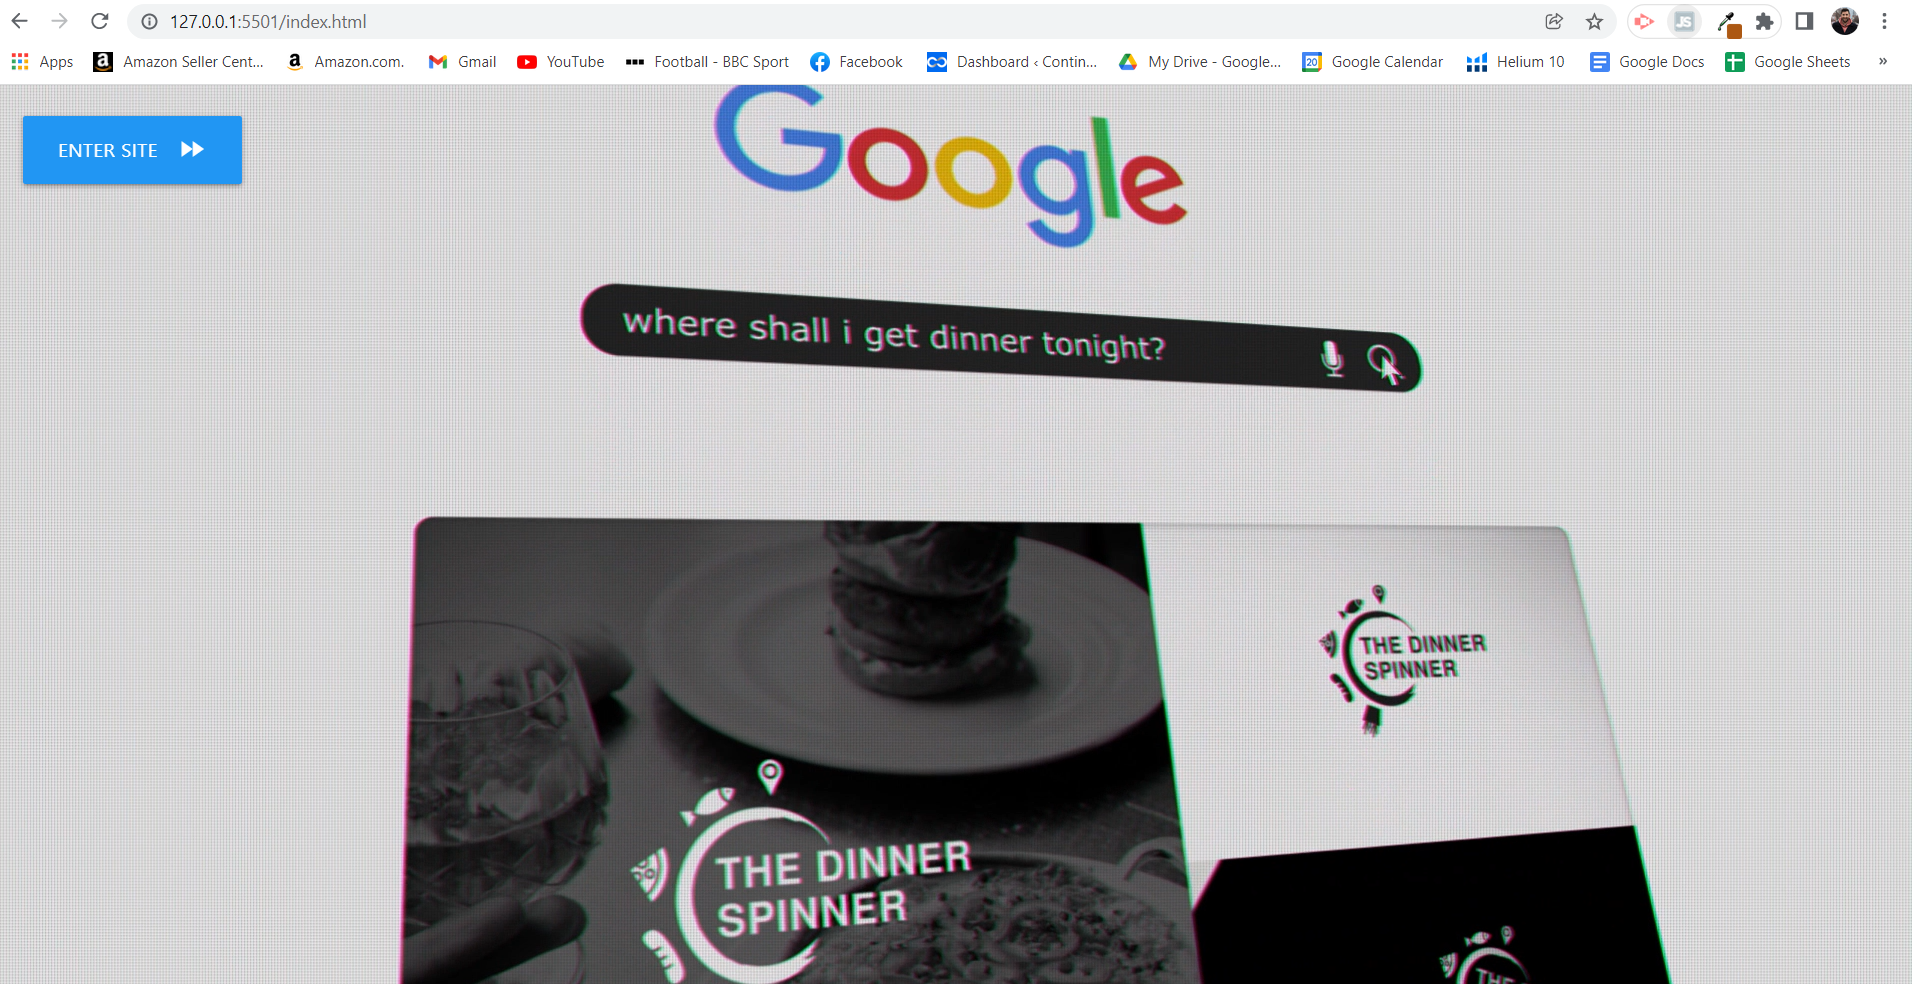 127.0.0.1:5501/index.html
JS
Apps
Amazon Seller Cent...
Amazon.com.
Gmail
YouTube
Football - BBC Sport
Facebook
Dashboard ‹ Contin...
My Drive - Google...
20
Google Calendar
Helium 10
Google Docs
Google Sheets
»
ENTER SITE
Google
where shall i get dinner tonight?
THE DINNER
SPINNER
THE DINNER
SPINNER
THE